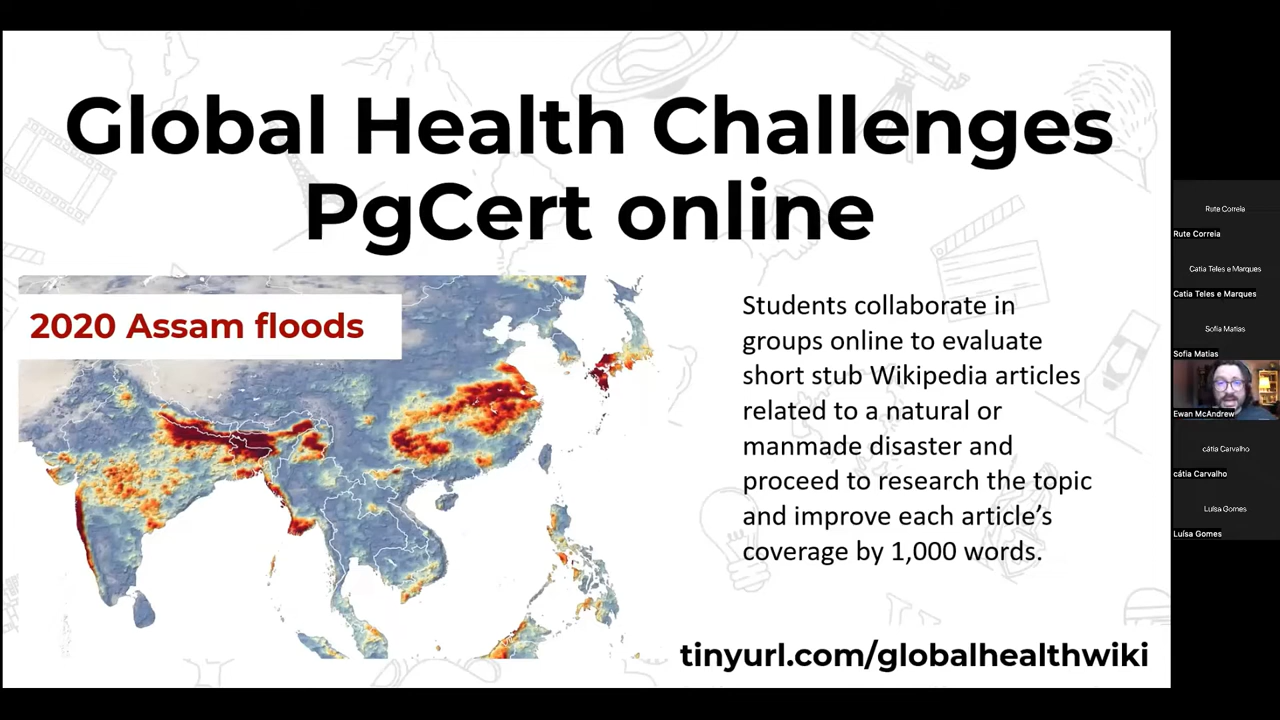 Global Health Challenges
PgCert online
2020 Assam floods
Students collaborate in
groups online to evaluate
short stub Wikipedia articles
related to a natural or
manmade disaster and
proceed to research the topic
and improve each article's
coverage by 1,000 words.
tinyurl.com/globalhealthwiki
Rute Correia
Rute Correia
Catia Teles e Marques
Catia Teles e Marques
Sofia Matias
Sofia Matias
Ewan McAndrew
cátia Carvalho
cátia Carvalho
Luísa Gomes
Luísa Gomes